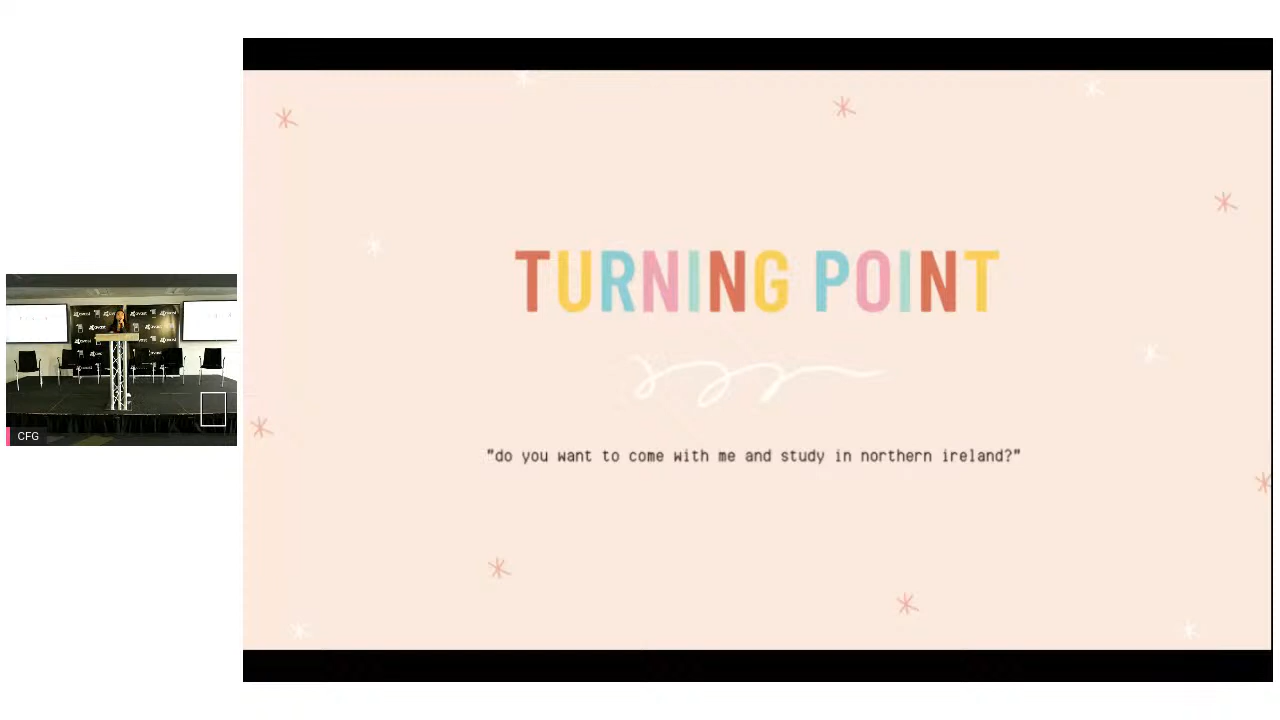 TURNING POINT
"do you want to come with me and study in northern ireland?"
CFG